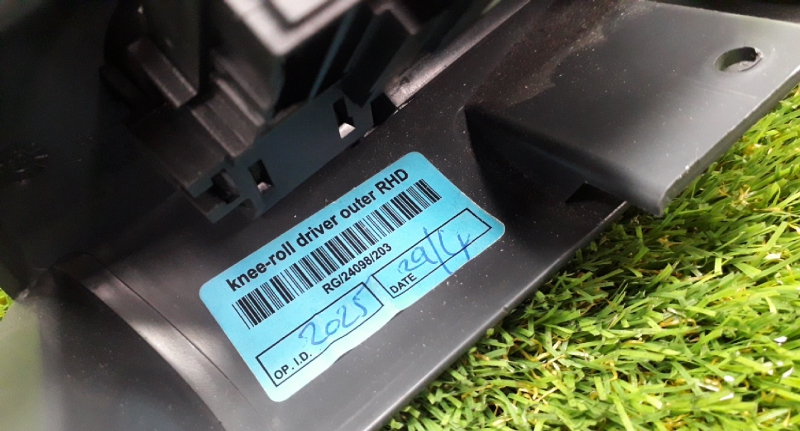 knee-roll driver outer RHD
RG/24098/203
OP. I.D. 2025
DATE 29/4